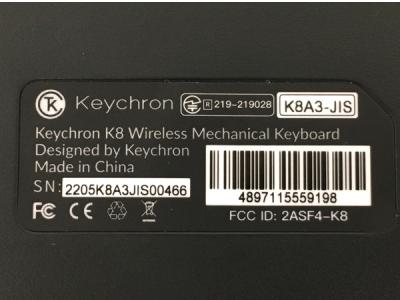 TK Keychron R 219-219028 K8A3-JIS
Keychron K8 Wireless Mechanical Keyboard
Designed by Keychron
Made in China
SN: 2205K8A3JIS00466
4897115559198
FC CE
FCC ID: 2ASF4-K8